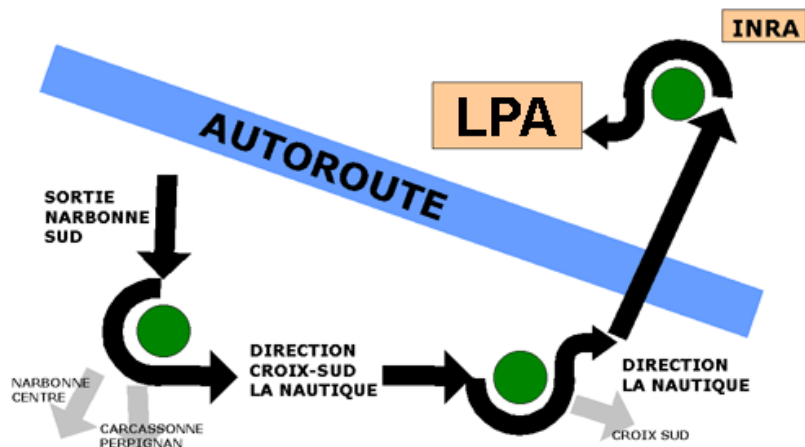 INRA
LPA
AUTOROUTE
SORTIE
NARBONNE
SUD
DIRECTION
CROIX-SUD
LA NAUTIQUE
DIRECTION
LA NAUTIQUE
NARBONNE
CENTRE
CARCASSONNE
PERPIGNAN
CROIX SUD